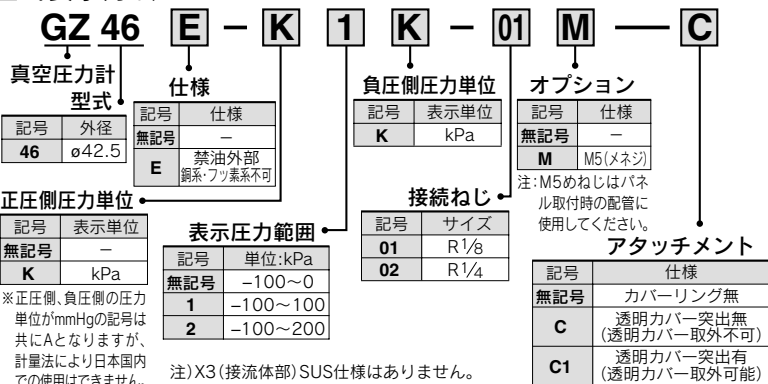 GZ 46 E − K 1 K − 01 M − C
真空圧力計
型式
記号 外径
46 ø42.5
仕様
記号 仕様
無記号 −
E 禁油外部
銅系・フッ素系不可
負圧側圧力単位
記号 表示単位
K kPa
オプション
記号 仕様
無記号 −
M M5(メネジ)
注:M5めねじはパネ
ル取付時の配管に
使用してください。
正圧側圧力単位
記号 表示単位
無記号 −
K kPa
※正圧側、負圧側の圧力
単位がmmHgの記号は
共にAとなりますが、
計量法により日本国内
での使用はできません。
表示圧力範囲
記号 単位:kPa
無記号 −100〜0
1 −100〜100
2 −100〜200
接続ねじ
記号 サイズ
01 R1/8
02 R1/4
アタッチメント
記号 仕様
無記号 カバーリング無
C 透明カバー突出無
(透明カバー取外不可)
C1 透明カバー突出有
(透明カバー取外可能)
注)X3(接流体部)SUS仕様はありません。